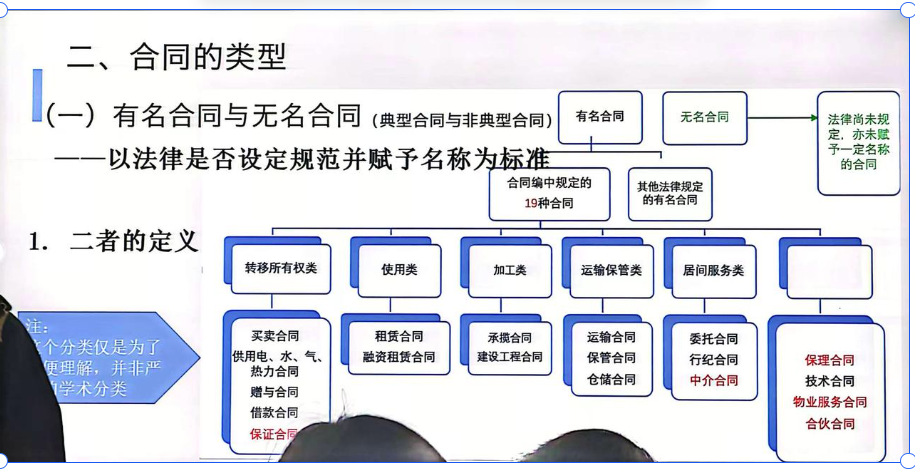 二、合同的类型
（一）有名合同与无名合同（典型合同与非典型合同）
——以法律是否设定规范并赋予名称为标准
1. 二者的定义
有名合同
无名合同
法律尚未规
定，亦未赋
予一定名称
的合同
合同编中规定的
19种合同
其他法律规定
的有名合同
转移所有权类
使用类
加工类
运输保管类
居间服务类
买卖合同
供用电、水、气、
热力合同
赠与合同
借款合同
保证合同
租赁合同
融资租赁合同
承揽合同
建设工程合同
运输合同
保管合同
仓储合同
委托合同
行纪合同
中介合同
保理合同
技术合同
物业服务合同
合伙合同
注：
个分类仅是为了
便理解，并非严
学术分类